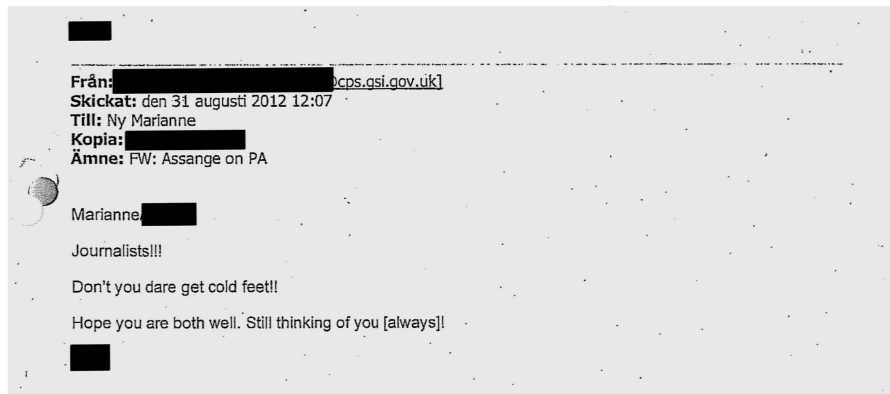 Från: @cps.gsi.gov.uk]
Skickat: den 31 augusti 2012 12:07
Till: Ny Marianne
Kopia:
Ämne: FW: Assange on PA
Marianne/
Journalists!!!
Don't you dare get cold feet!!
Hope you are both well. Still thinking of you [always]!